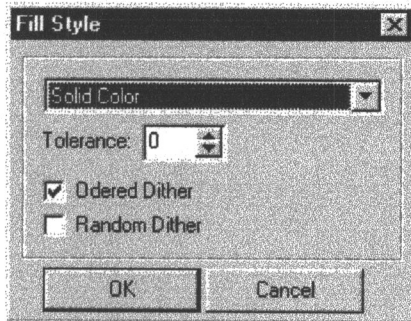 Fill Style
Solid Color
Tolerance: 0
Odered Dither
Random Dither
OK Cancel